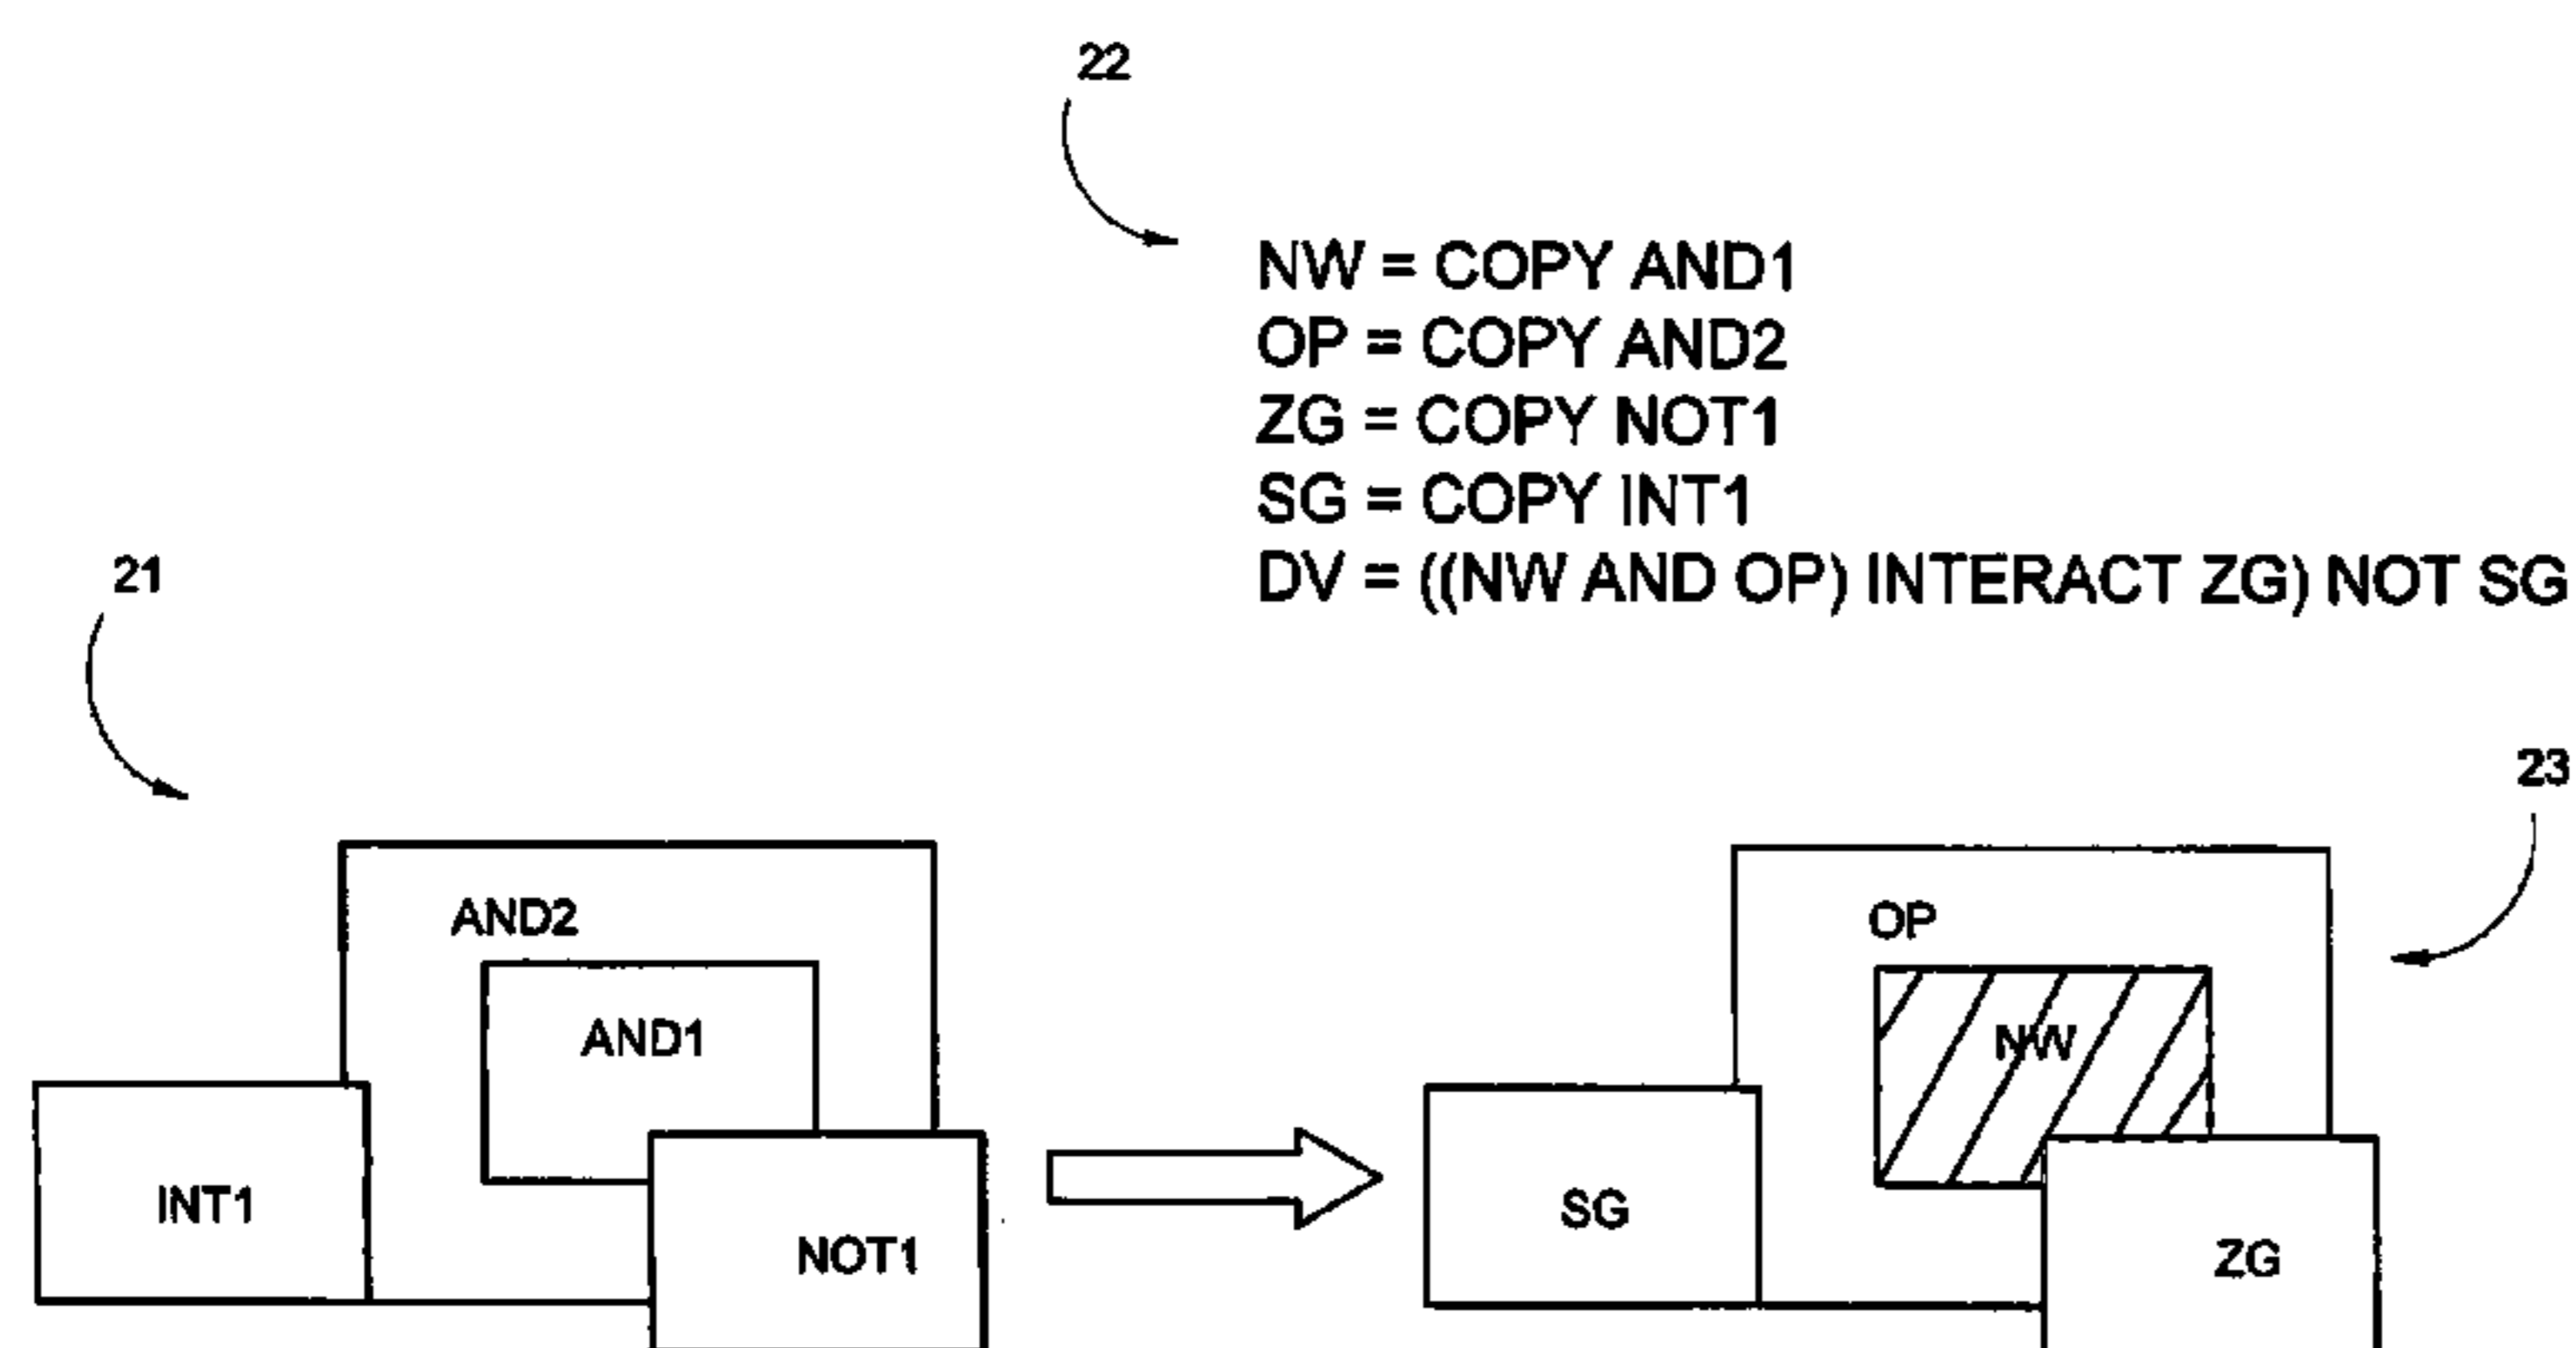 22
NW = COPY AND1
OP = COPY AND2
ZG = COPY NOT1
SG = COPY INT1
DV = ((NW AND OP) INTERACT ZG) NOT SG
21
23
AND2
AND1
INT1
NOT1
OP
NW
SG
ZG